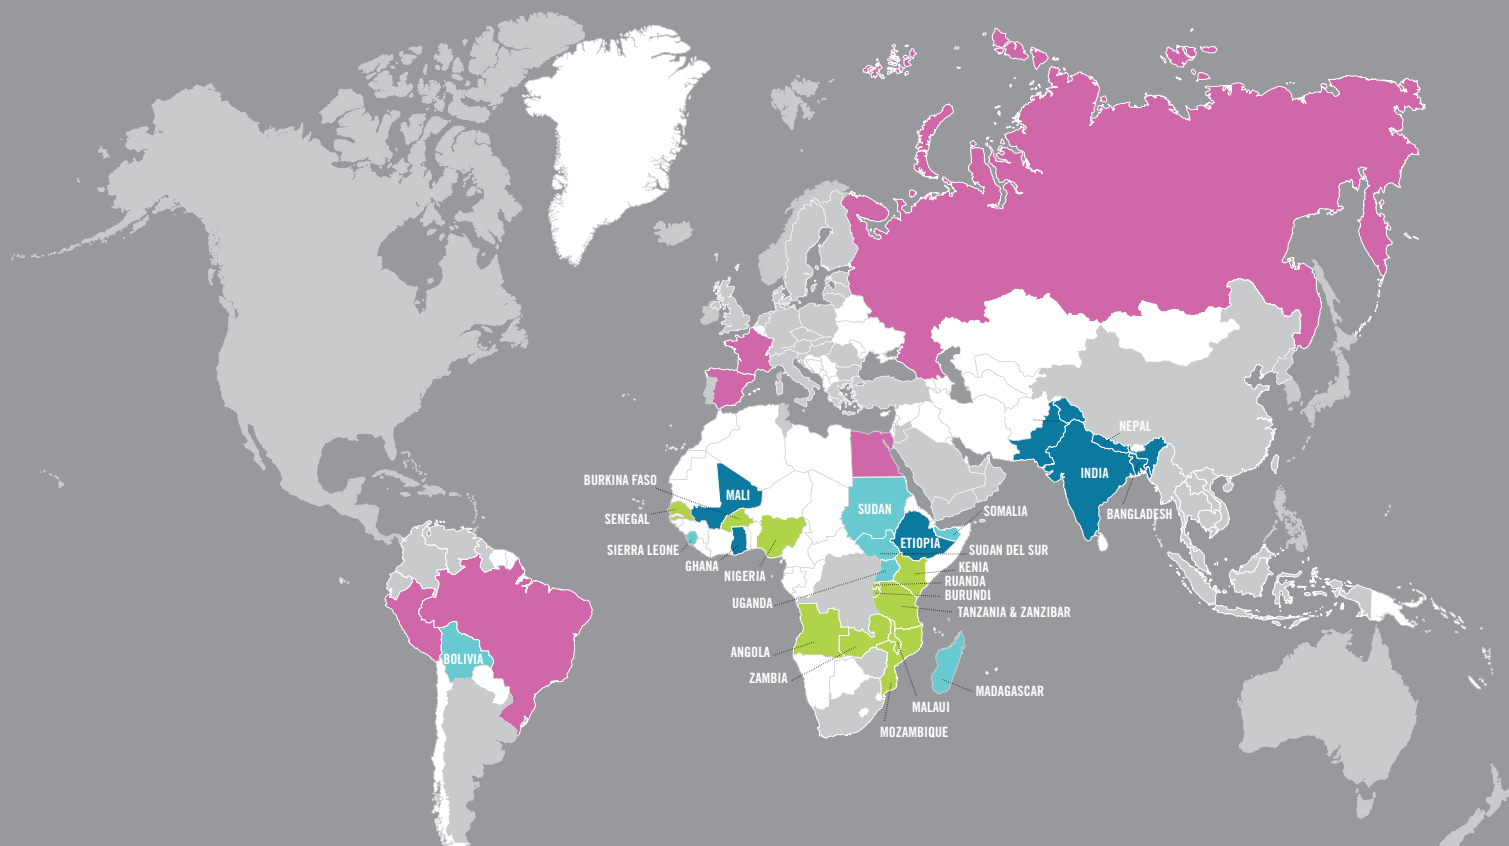 NEPAL
INDIA
BANGLADESH
BURKINA FASO
MALI
SENEGAL
SUDAN
SOMALIA
SIERRA LEONE
ETIOPIA
SUDAN DEL SUR
GHANA
KENIA
NIGERIA
RUANDA
UGANDA
BURUNDI
TANZANIA & ZANZIBAR
ANGOLA
BOLIVIA
ZAMBIA
MADAGASCAR
MALAUI
MOZAMBIQUE